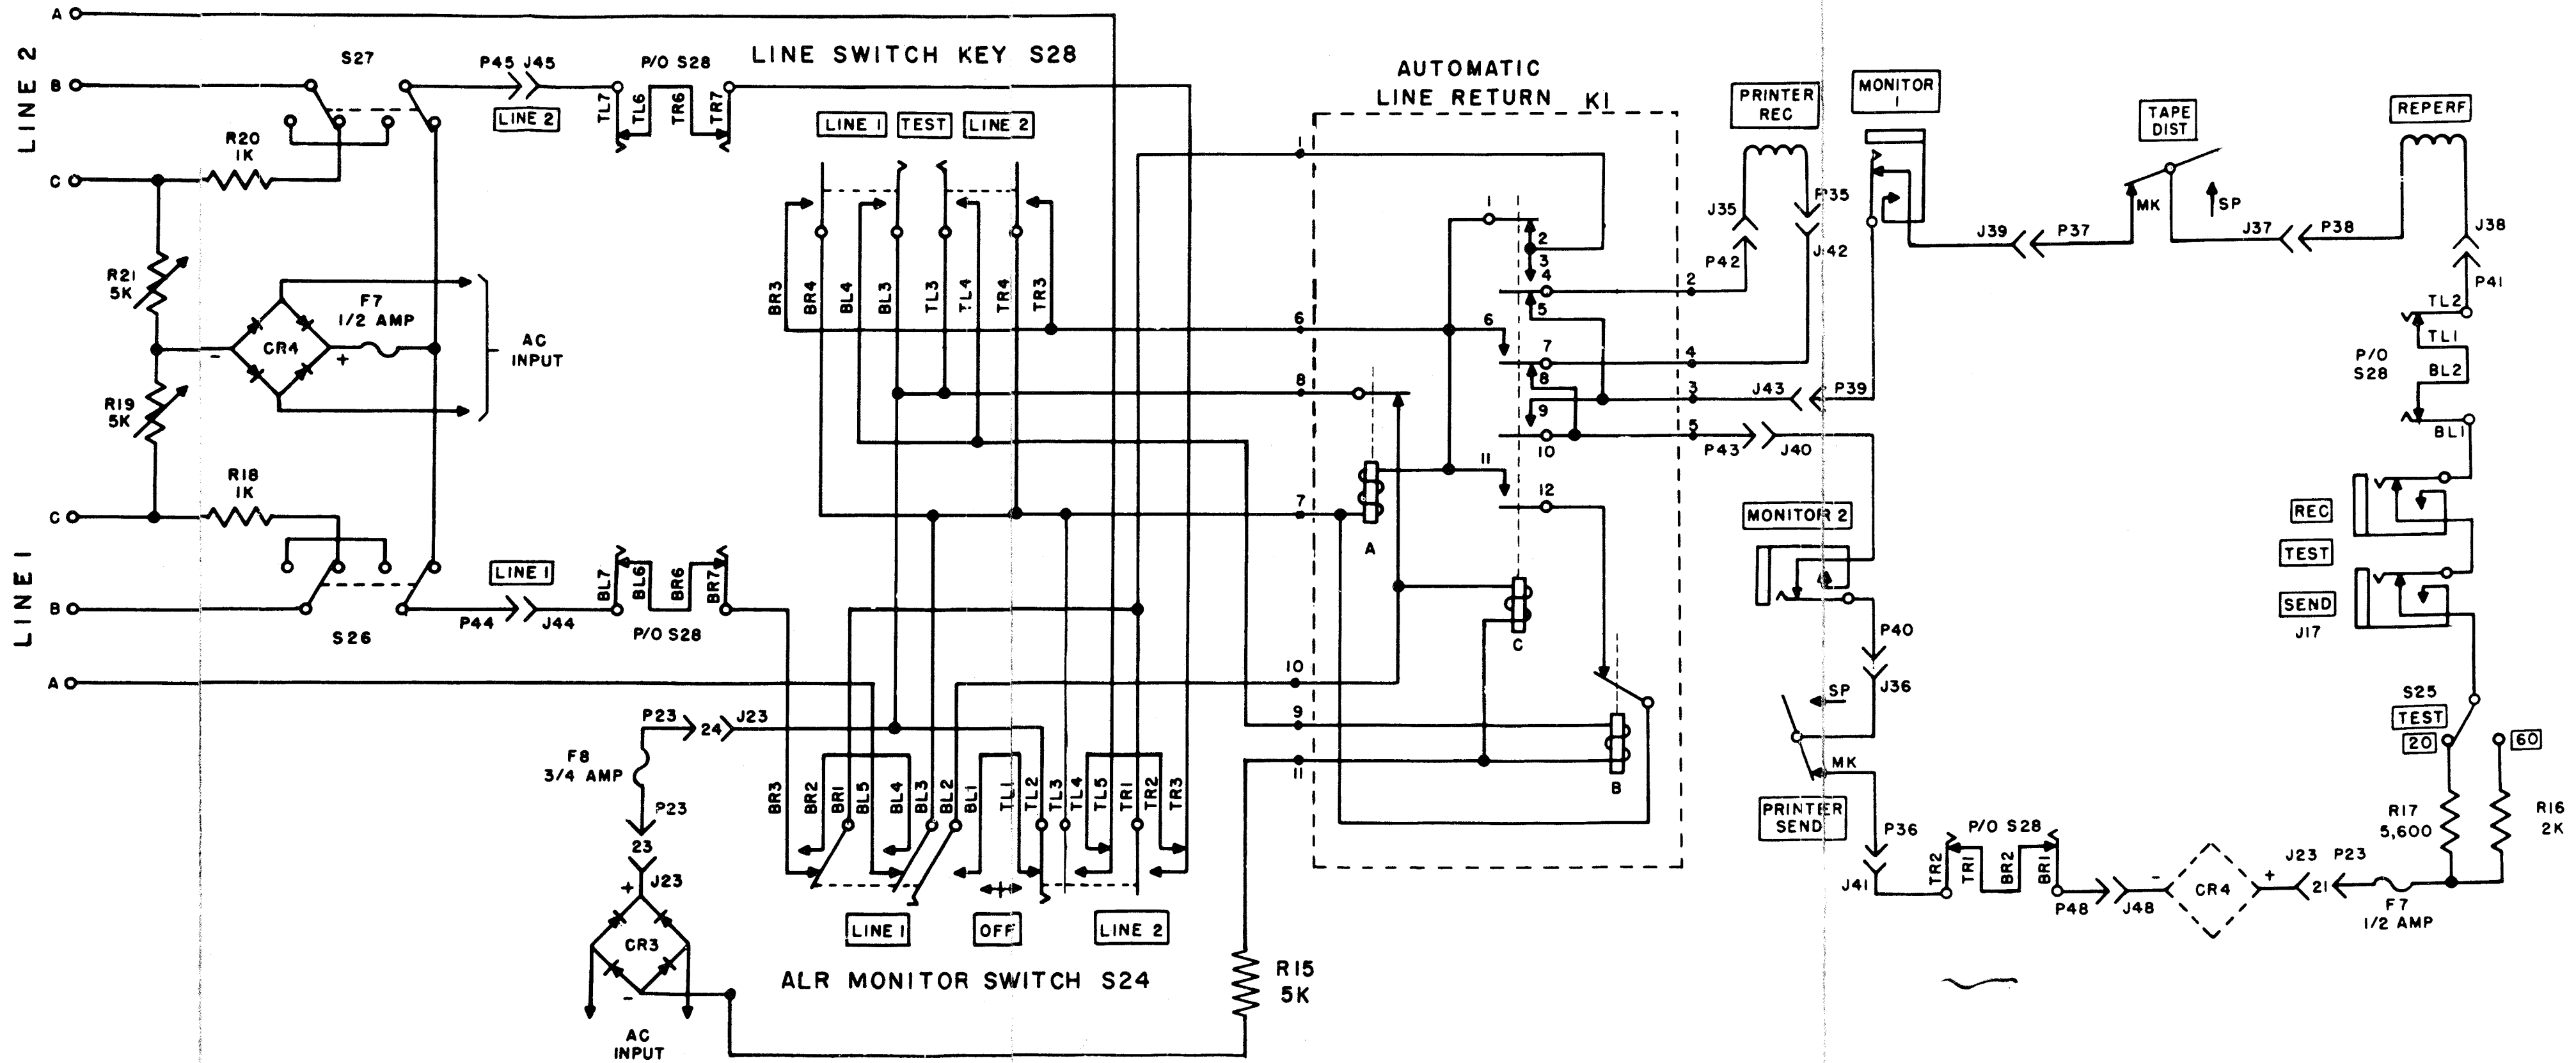 LINE 2
A
B
C
S27
P45 J45
LINE 2
P/O S28
TL7
TL6
TR6
TR7
R20
1K
R21
5K
F7
1/2 AMP
CR4
-
+
AC
INPUT
R19
5K
R18
1K
LINE 1
C
B
A
S26
LINE 1
P44
J44
BL7
BL6
BR6
BR7
P/O S28
LINE SWITCH KEY S28
LINE 1
TEST
LINE 2
BR3
BR4
BL4
BL3
TL3
TL4
TR4
TR3
P23
24
J23
F8
3/4 AMP
P23
23
J23
+
CR3
-
AC
INPUT
BR3
BR2
BR1
BL5
BL4
BL3
BL2
BL1
TL1
TL2
TL3
TL4
TL5
TR1
TR2
TR3
LINE 1
OFF
LINE 2
ALR MONITOR SWITCH S24
R15
5K
AUTOMATIC
LINE RETURN K1
1
6
8
7
10
9
11
1
2
3
4
5
6
7
8
9
10
11
12
A
C
B
2
4
3
5
PRINTER
REC
J35
P35
P42
J42
MONITOR
1
J43
P39
P43
J40
MONITOR 2
P40
J36
SP
MK
PRINTER
SEND
P36
J41
P/O S28
TR2
TR1
BR2
BR1
P48
J48
-
CR4
+
J23 P23
21
F7
1/2 AMP
J39
P37
TAPE
DIST
MK
SP
J37
P38
REPERF
J38
P41
TL2
TL1
P/O
S28
BL2
BL1
REC
TEST
SEND
J17
S25
TEST
20
60
R17
5,600
R16
2K